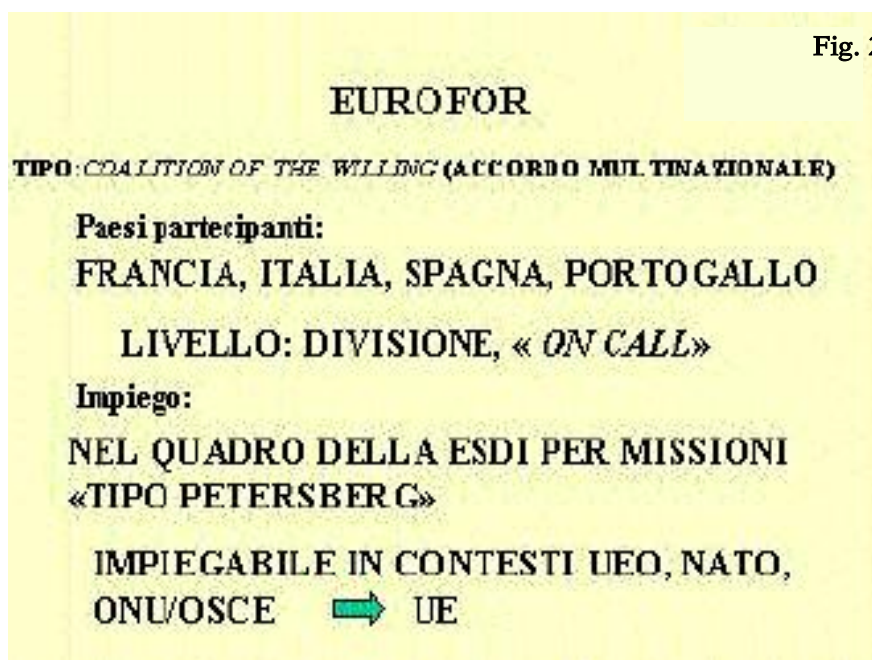 Fig. 2
EUROFOR
TIPO: COALITION OF THE WILLING (ACCORDO MULTINAZIONALE)
Paesi partecipanti:
FRANCIA, ITALIA, SPAGNA, PORTOGALLO
LIVELLO: DIVISIONE, « ON CALL»
Impiego:
NEL QUADRO DELLA ESDI PER MISSIONI
«TIPO PETERSBERG»
IMPIEGABILE IN CONTESTI UEO, NATO,
ONU/OSCE UE